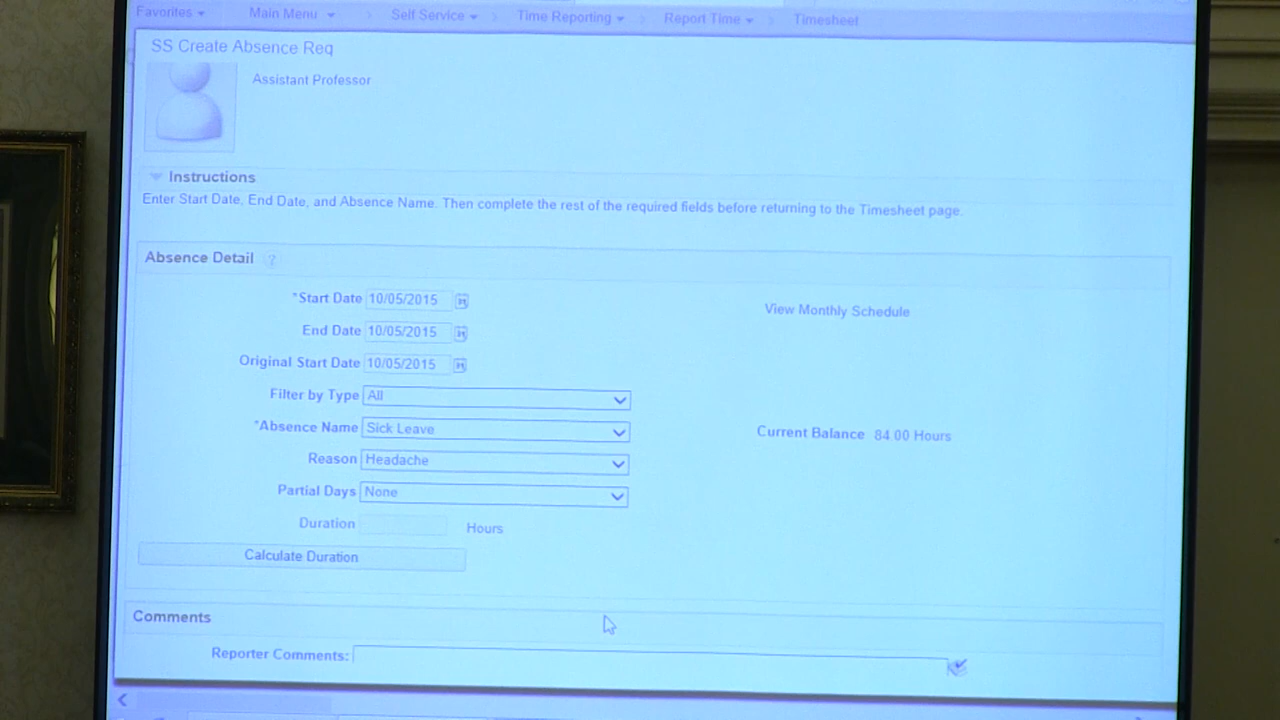 Favorites Main Menu > Self Service > Time Reporting > Report Time > Timesheet
SS Create Absence Req
Assistant Professor
Instructions
Enter Start Date, End Date, and Absence Name. Then complete the rest of the required fields before returning to the Timesheet page.
Absence Detail ?
*Start Date 10/05/2015
View Monthly Schedule
End Date 10/05/2015
Original Start Date 10/05/2015
Filter by Type All
*Absence Name Sick Leave
Current Balance 84.00 Hours
Reason Headache
Partial Days None
Duration Hours
Calculate Duration
Comments
Reporter Comments: